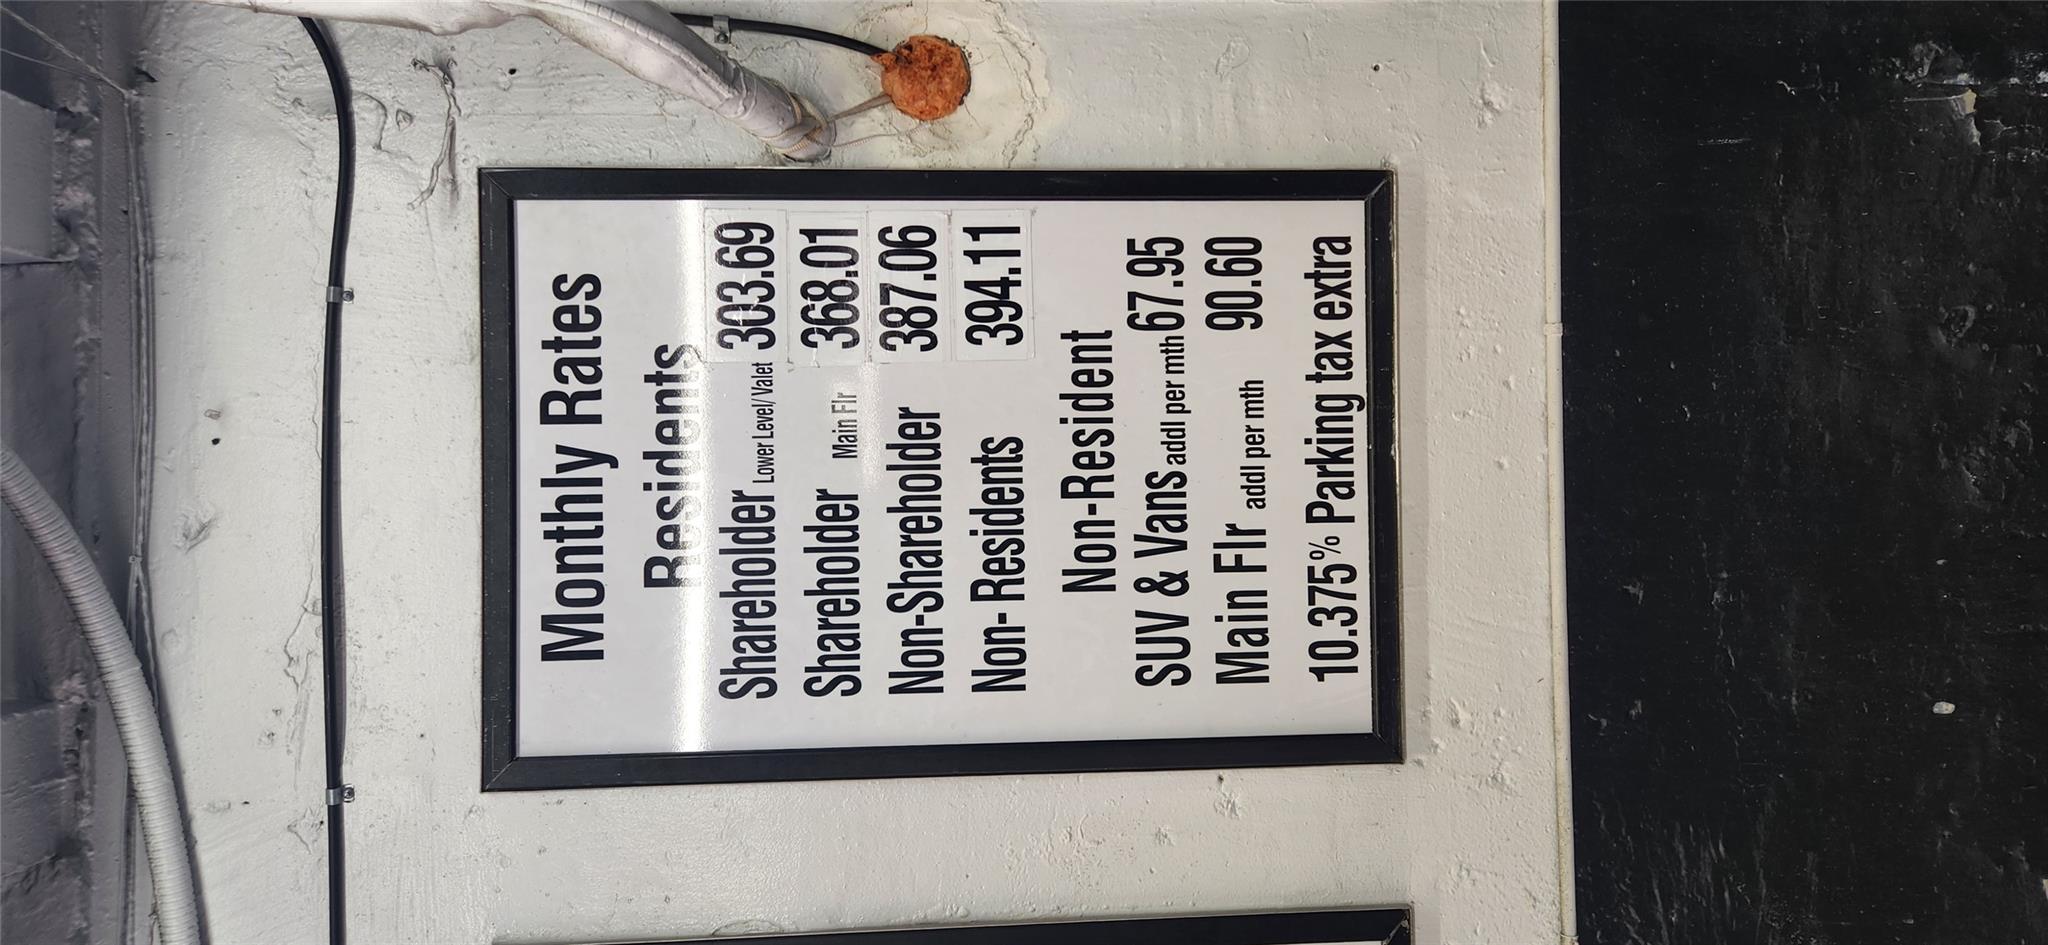 Monthly Rates
Residents
Shareholder Lower Level/Valet 303.69
Shareholder Main Flr 368.01
Non-Shareholder 387.06
Non- Residents 394.11
Non-Resident
SUV & Vans addl per mth 67.95
Main Flr addl per mth 90.60
10.375% Parking tax extra